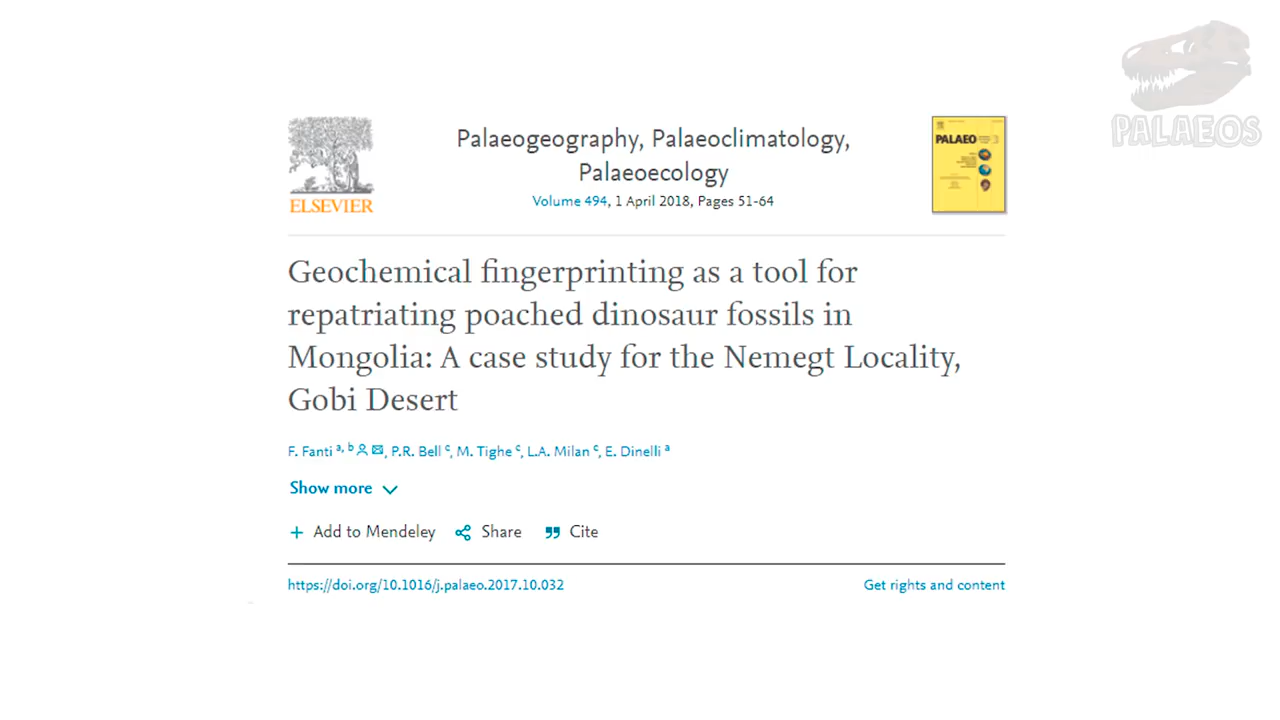 PALAEOS
ELSEVIER
Palaeogeography, Palaeoclimatology,
Palaeoecology
Volume 494, 1 April 2018, Pages 51-64
PALAEO
Geochemical fingerprinting as a tool for
repatriating poached dinosaur fossils in
Mongolia: A case study for the Nemegt Locality,
Gobi Desert
F. Fanti a, b, P.R. Bell c, M. Tighe c, L.A. Milan c, E. Dinelli a
Show more
Add to Mendeley Share Cite
https://doi.org/10.1016/j.palaeo.2017.10.032 Get rights and content